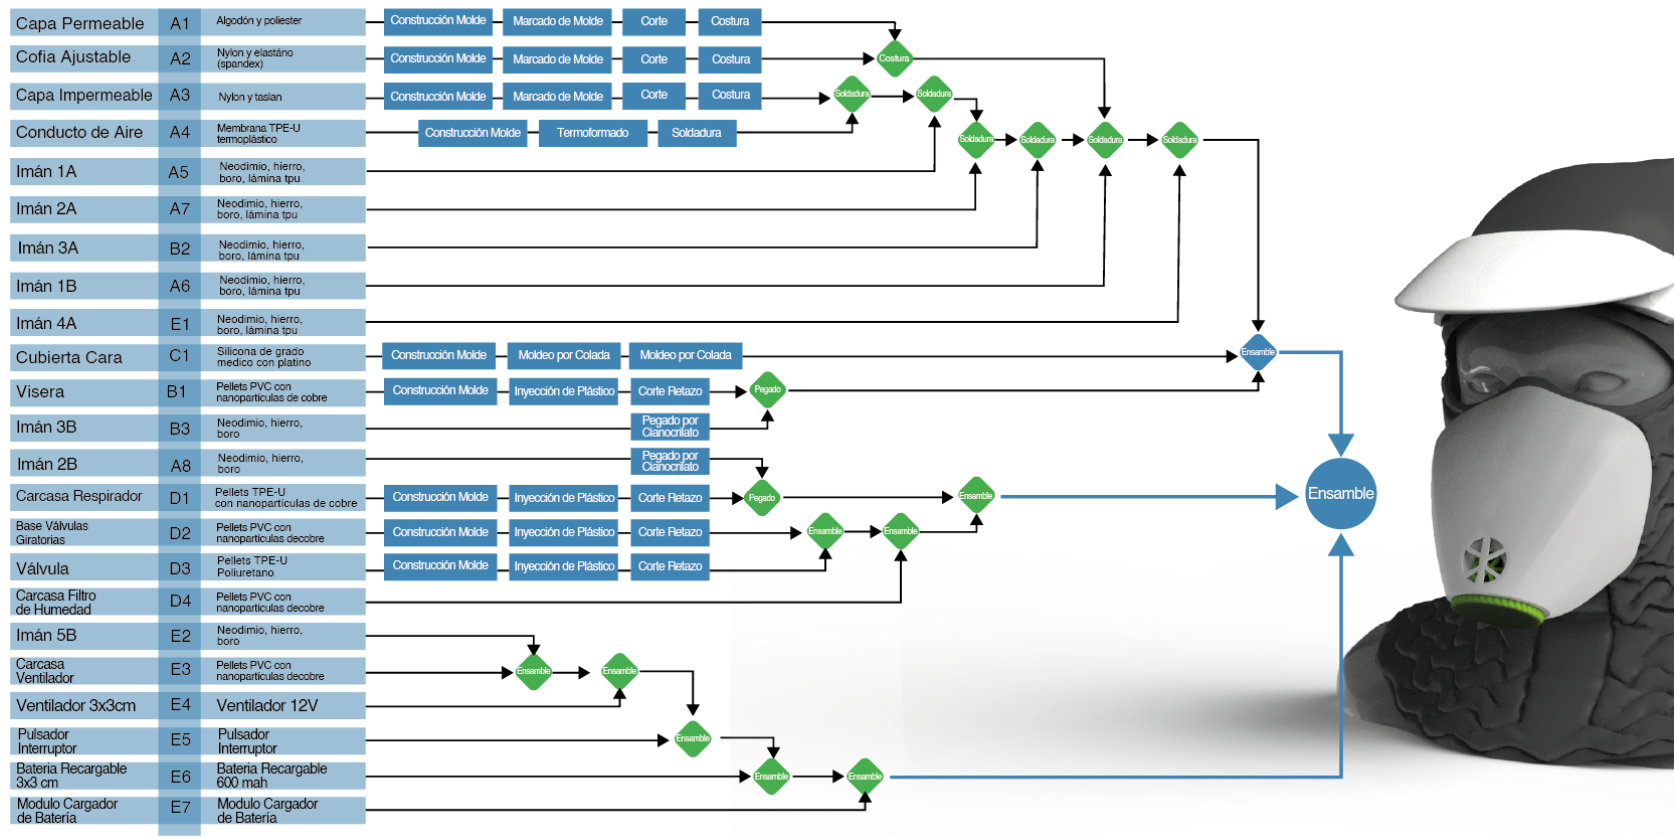 Capa Permeable A1 Algodón y poliester Construcción Molde Marcado de Molde Corte Costura
Costura
Cofia Ajustable A2 Nylon y elastáno
(spandex) Construcción Molde Marcado de Molde Corte Costura
Capa Impermeable A3 Nylon y taslan Construcción Molde Marcado de Molde Corte Costura Soldadura Soldadura
Conducto de Aire A4 Membrana TPE-U
termoplástico Construcción Molde Termoformado Soldadura Soldadura Soldadura Soldadura Soldadura
Imán 1A A5 Neodimio, hierro,
boro, lámina tpu
Imán 2A A7 Neodimio, hierro,
boro, lámina tpu
Imán 3A B2 Neodimio, hierro,
boro, lámina tpu
Imán 1B A6 Neodimio, hierro,
boro, lámina tpu
Imán 4A E1 Neodimio, hierro,
boro, lámina tpu
Cubierta Cara C1 Silicona de grado
medico con platino Construcción Molde Moldeo por Colada Moldeo por Colada Ensamble
Visera B1 Pellets PVC con
nanopartículas de cobre Construcción Molde Inyección de Plástico Corte Retazo Pegado
Imán 3B B3 Neodimio, hierro,
boro Pegado por
Cianocrilato
Imán 2B A8 Neodimio, hierro,
boro Pegado por
Cianocrilato
Carcasa Respirador D1 Pellets TPE-U
con nanopartículas de cobre Construcción Molde Inyección de Plástico Corte Retazo Pegado Ensamble Ensamble
Base Válvulas
Giratorias D2 Pellets PVC con
nanopartículas decobre Construcción Molde Inyección de Plástico Corte Retazo Ensamble Ensamble
Válvula D3 Pellets TPE-U
Poliuretano Construcción Molde Inyección de Plástico Corte Retazo
Carcasa Filtro
de Humedad D4 Pellets PVC con
nanopartículas decobre
Imán 5B E2 Neodimio, hierro,
boro
Carcasa
Ventilador E3 Pellets PVC con
nanopartículas decobre Ensamble Ensamble
Ventilador 3x3cm E4 Ventilador 12V
Pulsador
Interruptor E5 Pulsador
Interruptor Ensamble
Bateria Recargable
3x3 cm E6 Bateria Recargable
600 mah Ensamble Ensamble
Modulo Cargador
de Batería E7 Modulo Cargador
de Batería